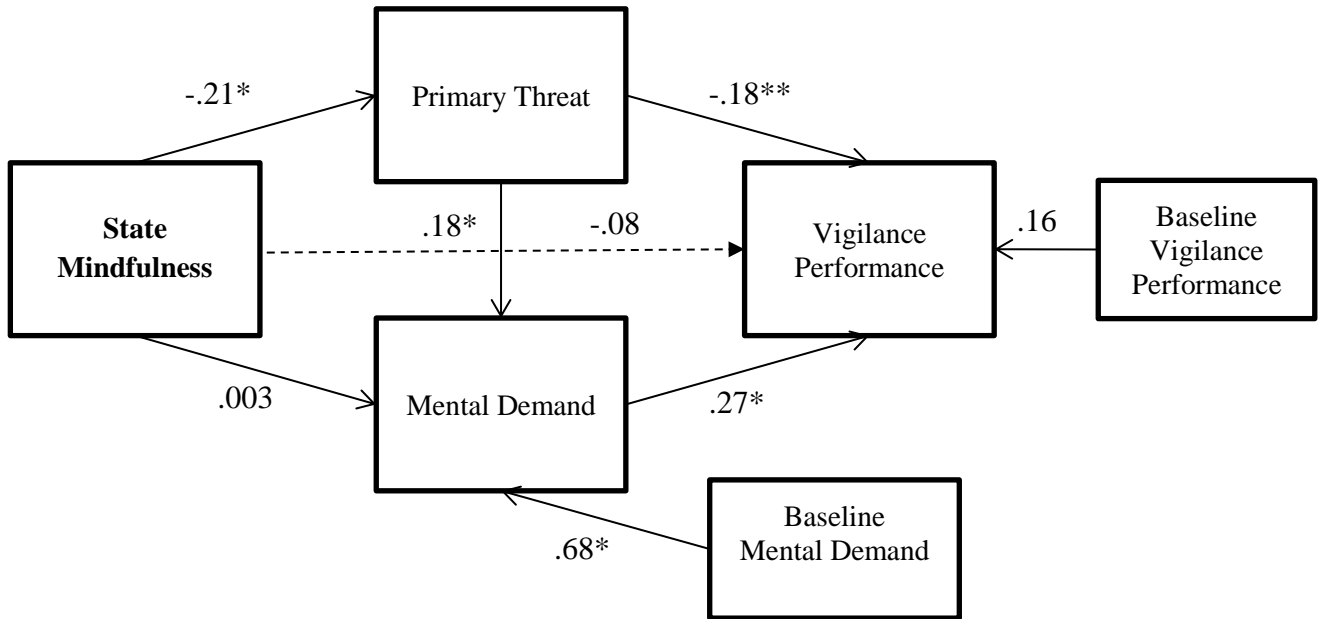 Primary Threat
-.21*
-.18**
State
Mindfulness
.18*
-.08
Vigilance
Performance
.16
Baseline
Vigilance
Performance
.003
Mental Demand
.27*
.68*
Baseline
Mental Demand